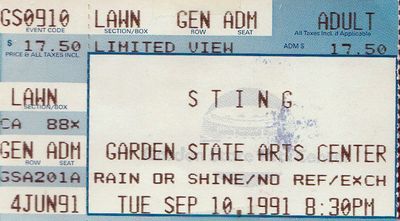 GS0910 LAWN GEN ADM ADULT
EVENT CODE SECTION/BOX ROW SEAT All Taxes Incl. if Applicable
$ 17.50 LIMITED VIEW ADM $ 17.50
PRICE & ALL TAXES INCL. SECTION/BOX ROW SEAT
LAWN STING
CA 88×
GEN ADM GARDEN STATE ARTS CENTER
GSA201A RAIN OR SHINE/NO REF/EXCH
4JUN91 TUE SEP 10,1991 8:30PM